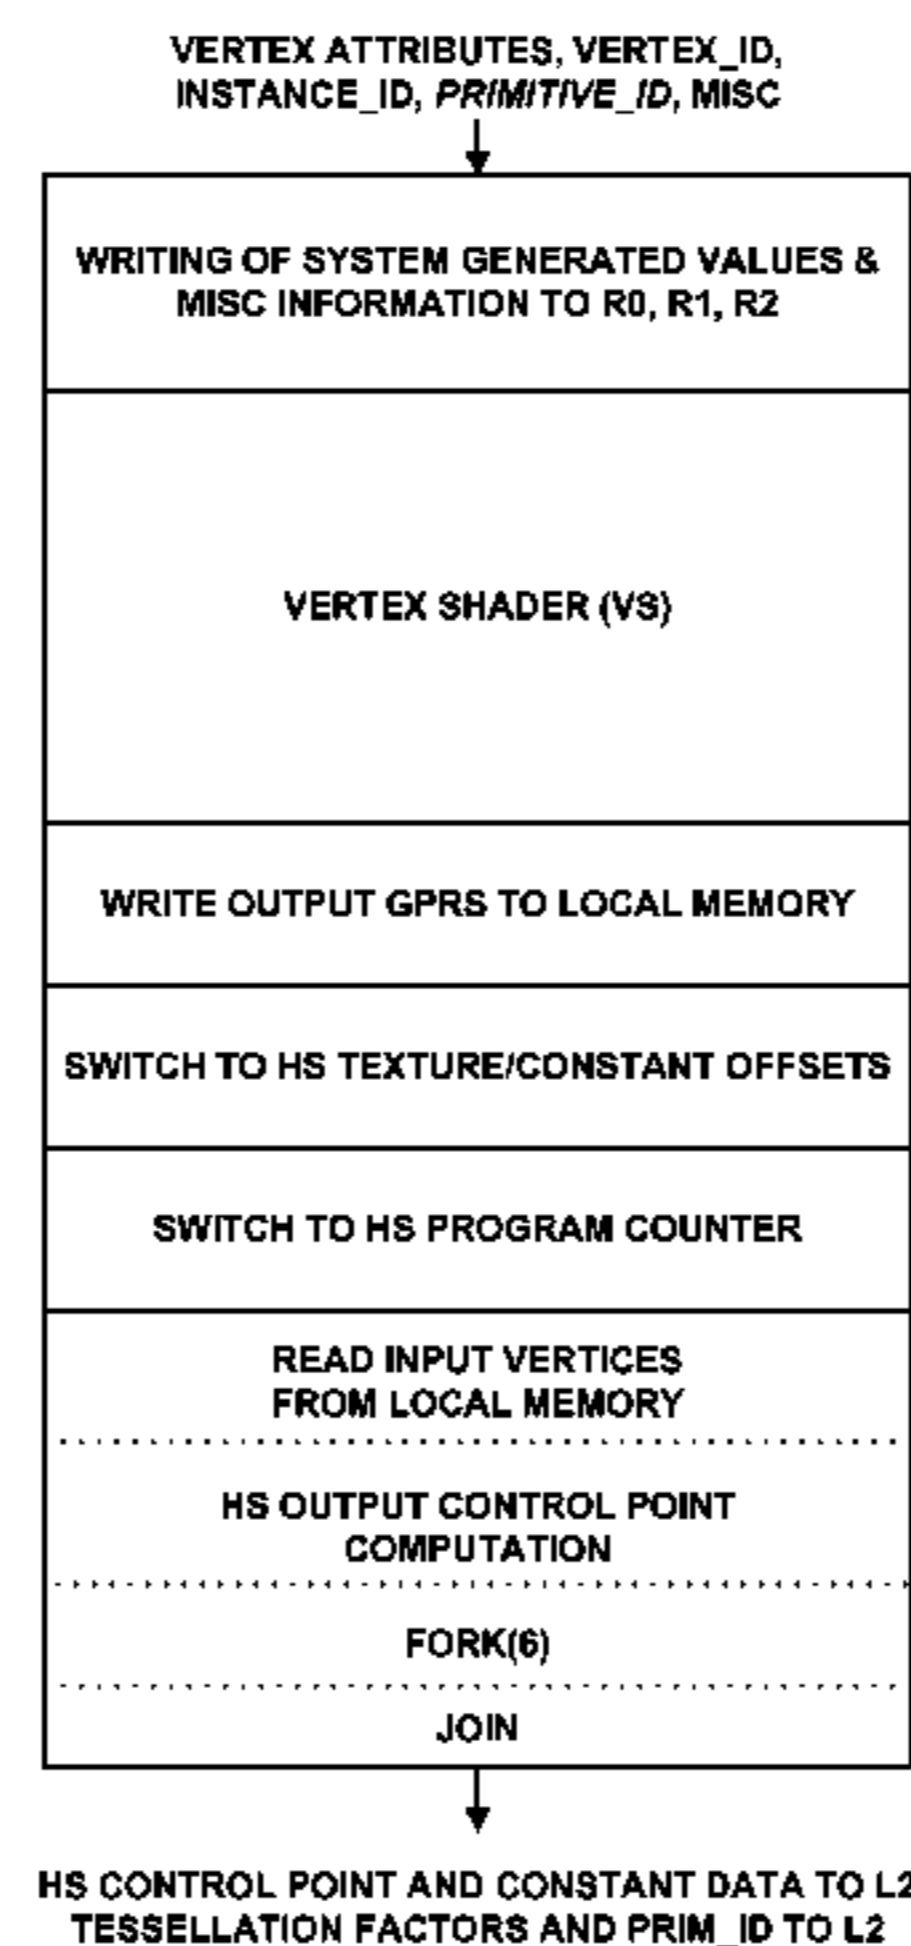 VERTEX ATTRIBUTES, VERTEX_ID,
INSTANCE_ID, PRIMITIVE_ID, MISC
WRITING OF SYSTEM GENERATED VALUES &
MISC INFORMATION TO R0, R1, R2
VERTEX SHADER (VS)
WRITE OUTPUT GPRS TO LOCAL MEMORY
SWITCH TO HS TEXTURE/CONSTANT OFFSETS
SWITCH TO HS PROGRAM COUNTER
READ INPUT VERTICES
FROM LOCAL MEMORY
HS OUTPUT CONTROL POINT
COMPUTATION
FORK(6)
JOIN
HS CONTROL POINT AND CONSTANT DATA TO L2
TESSELLATION FACTORS AND PRIM_ID TO L2